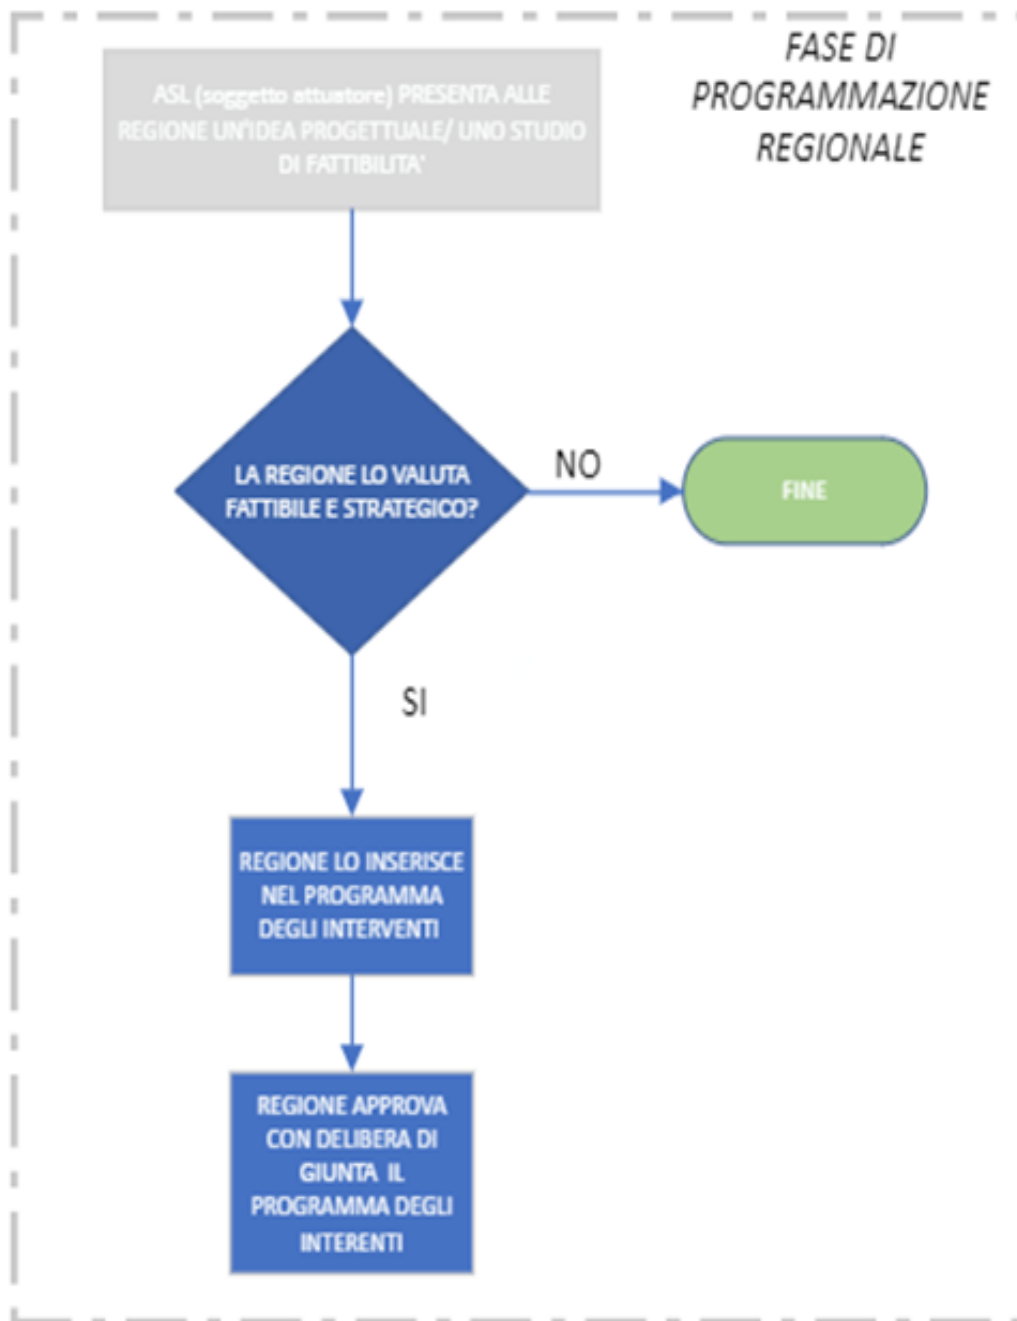 FASE DI
PROGRAMMAZIONE
REGIONALE
ASL (soggetto attuatore) PRESENTA ALLE
REGIONE UN'IDEA PROGETTUALE/ UNO STUDIO
DI FATTIBILITA'
LA REGIONE LO VALUTA
FATTIBILE E STRATEGICO?
NO
FINE
SI
REGIONE LO INSERISCE
NEL PROGRAMMA
DEGLI INTERVENTI
REGIONE APPROVA
CON DELIBERA DI
GIUNTA IL
PROGRAMMA DEGLI
INTERENTI